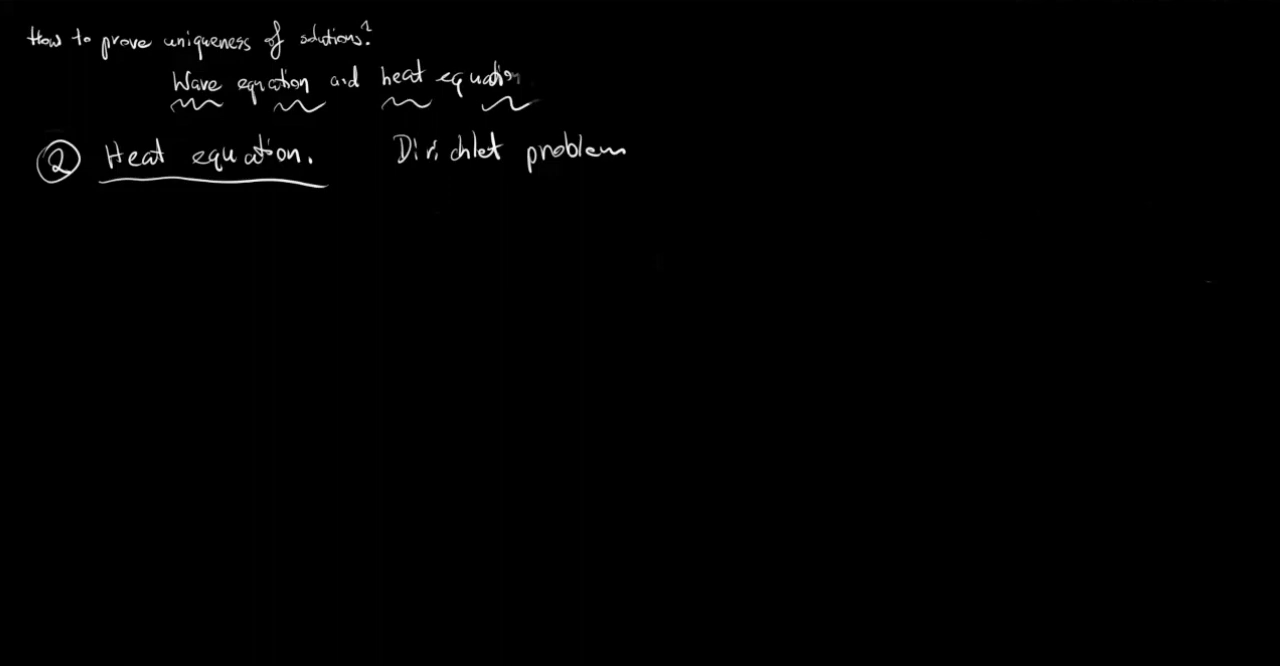 How to prove uniqueness of solutions?
Wave equation and heat equation
② Heat equation. Dirichlet problem